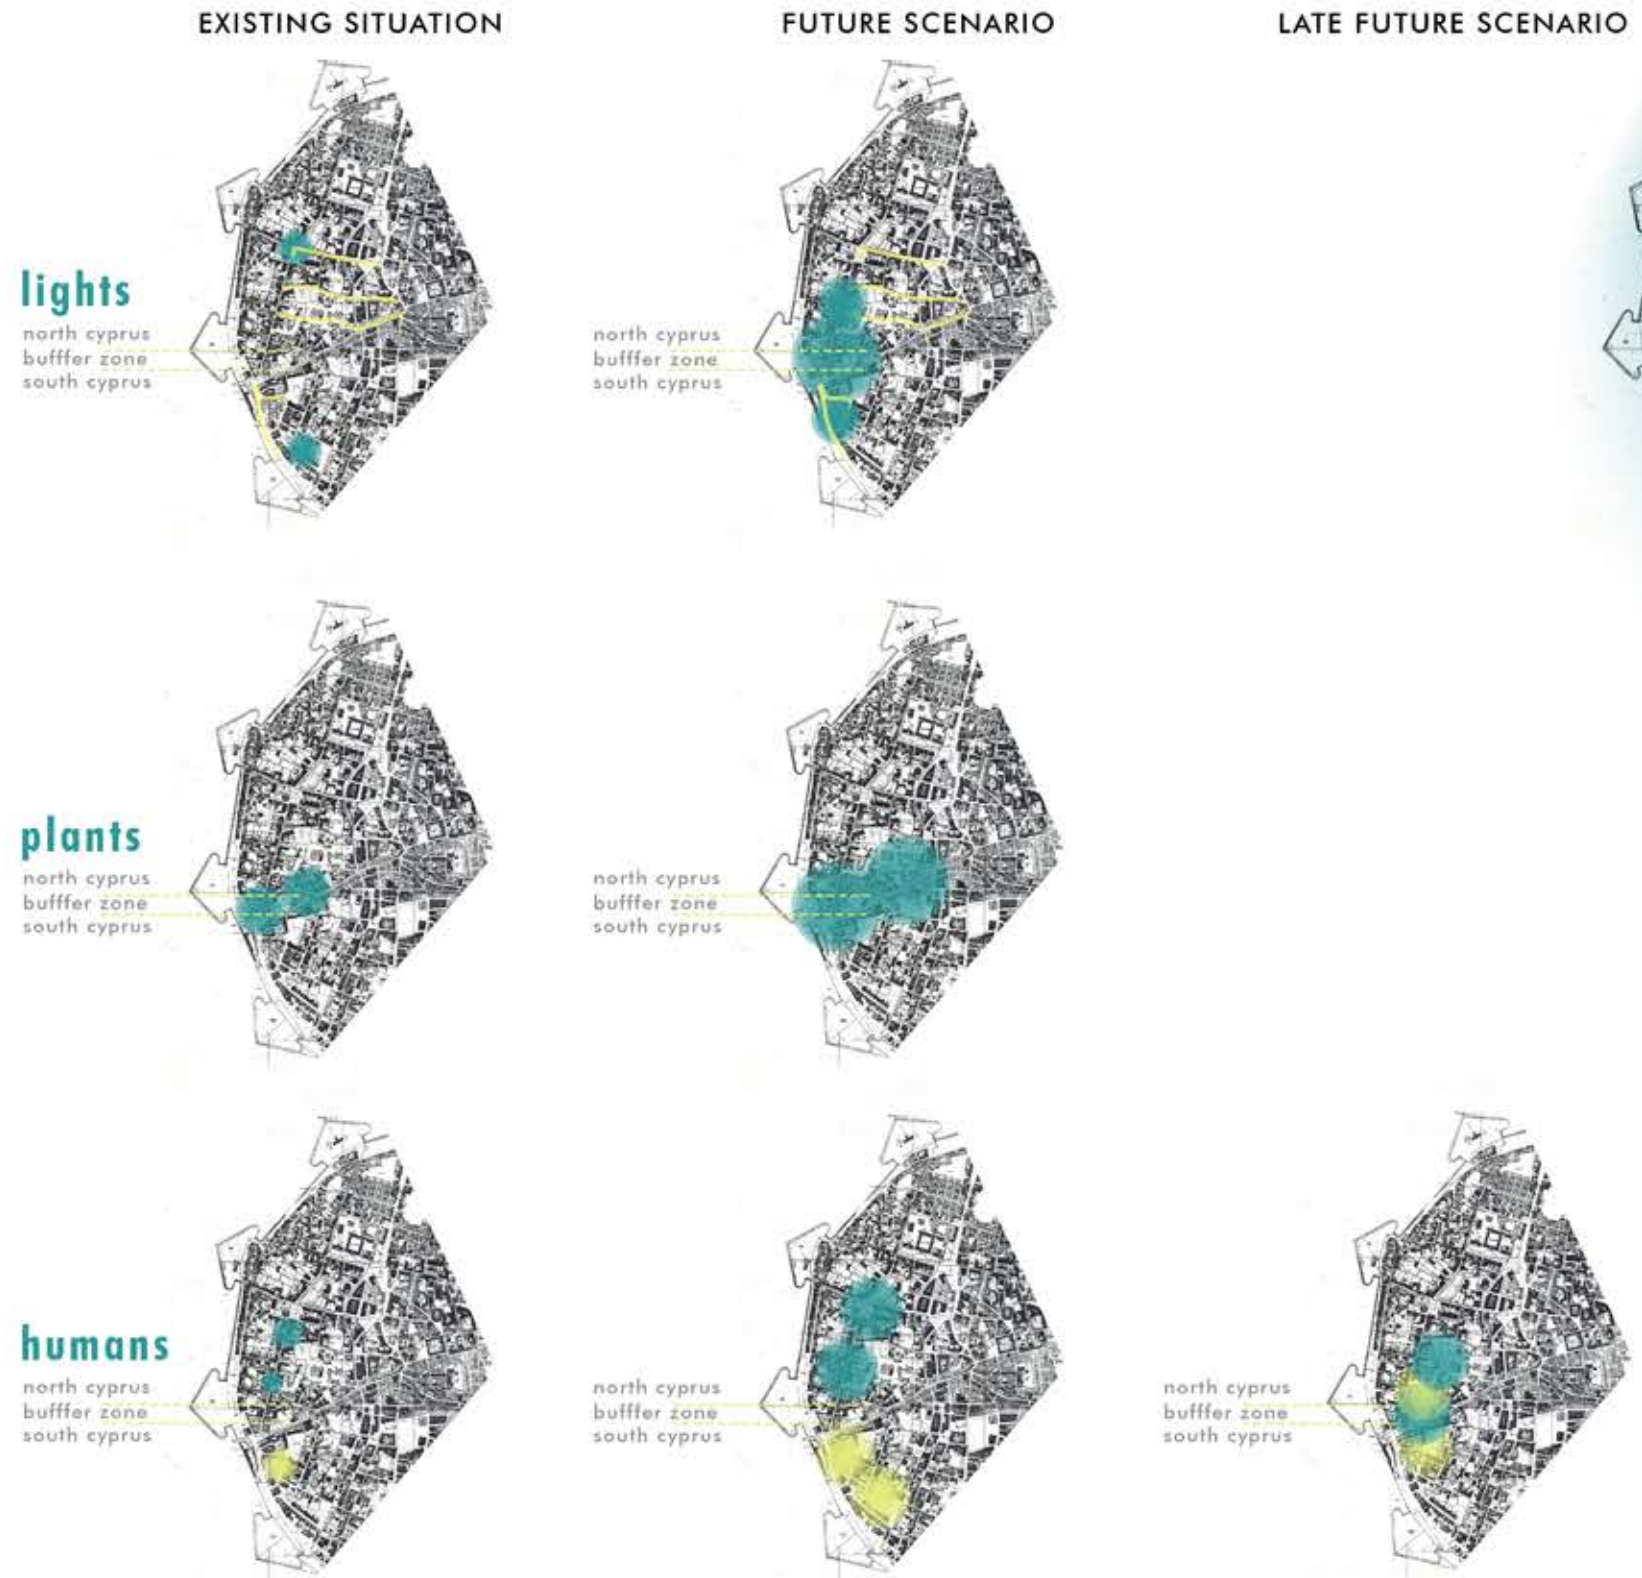 EXISTING SITUATION
FUTURE SCENARIO
LATE FUTURE SCENARIO
lights
north cyprus
bufffer zone
south cyprus
north cyprus
bufffer zone
south cyprus
plants
north cyprus
bufffer zone
south cyprus
north cyprus
bufffer zone
south cyprus
humans
north cyprus
bufffer zone
south cyprus
north cyprus
bufffer zone
south cyprus
north cyprus
bufffer zone
south cyprus